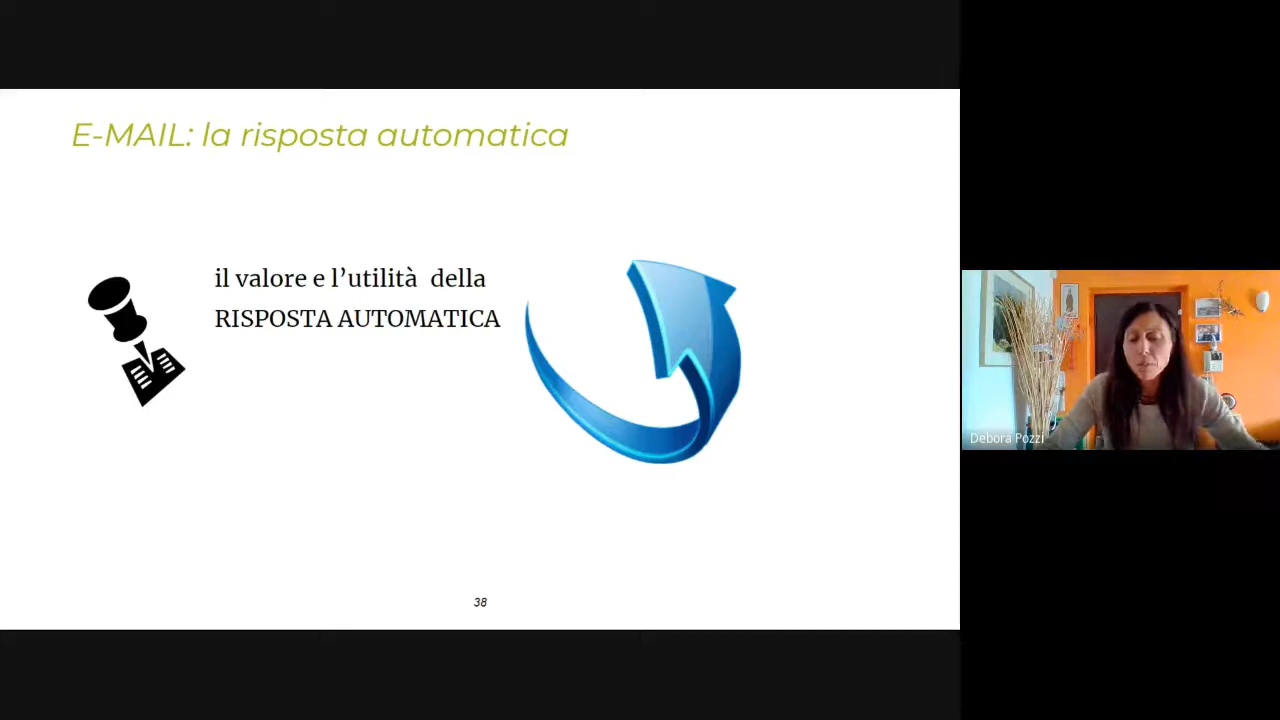 E-MAIL: la risposta automatica
il valore e l’utilità della
RISPOSTA AUTOMATICA
38
Debora Pozzi